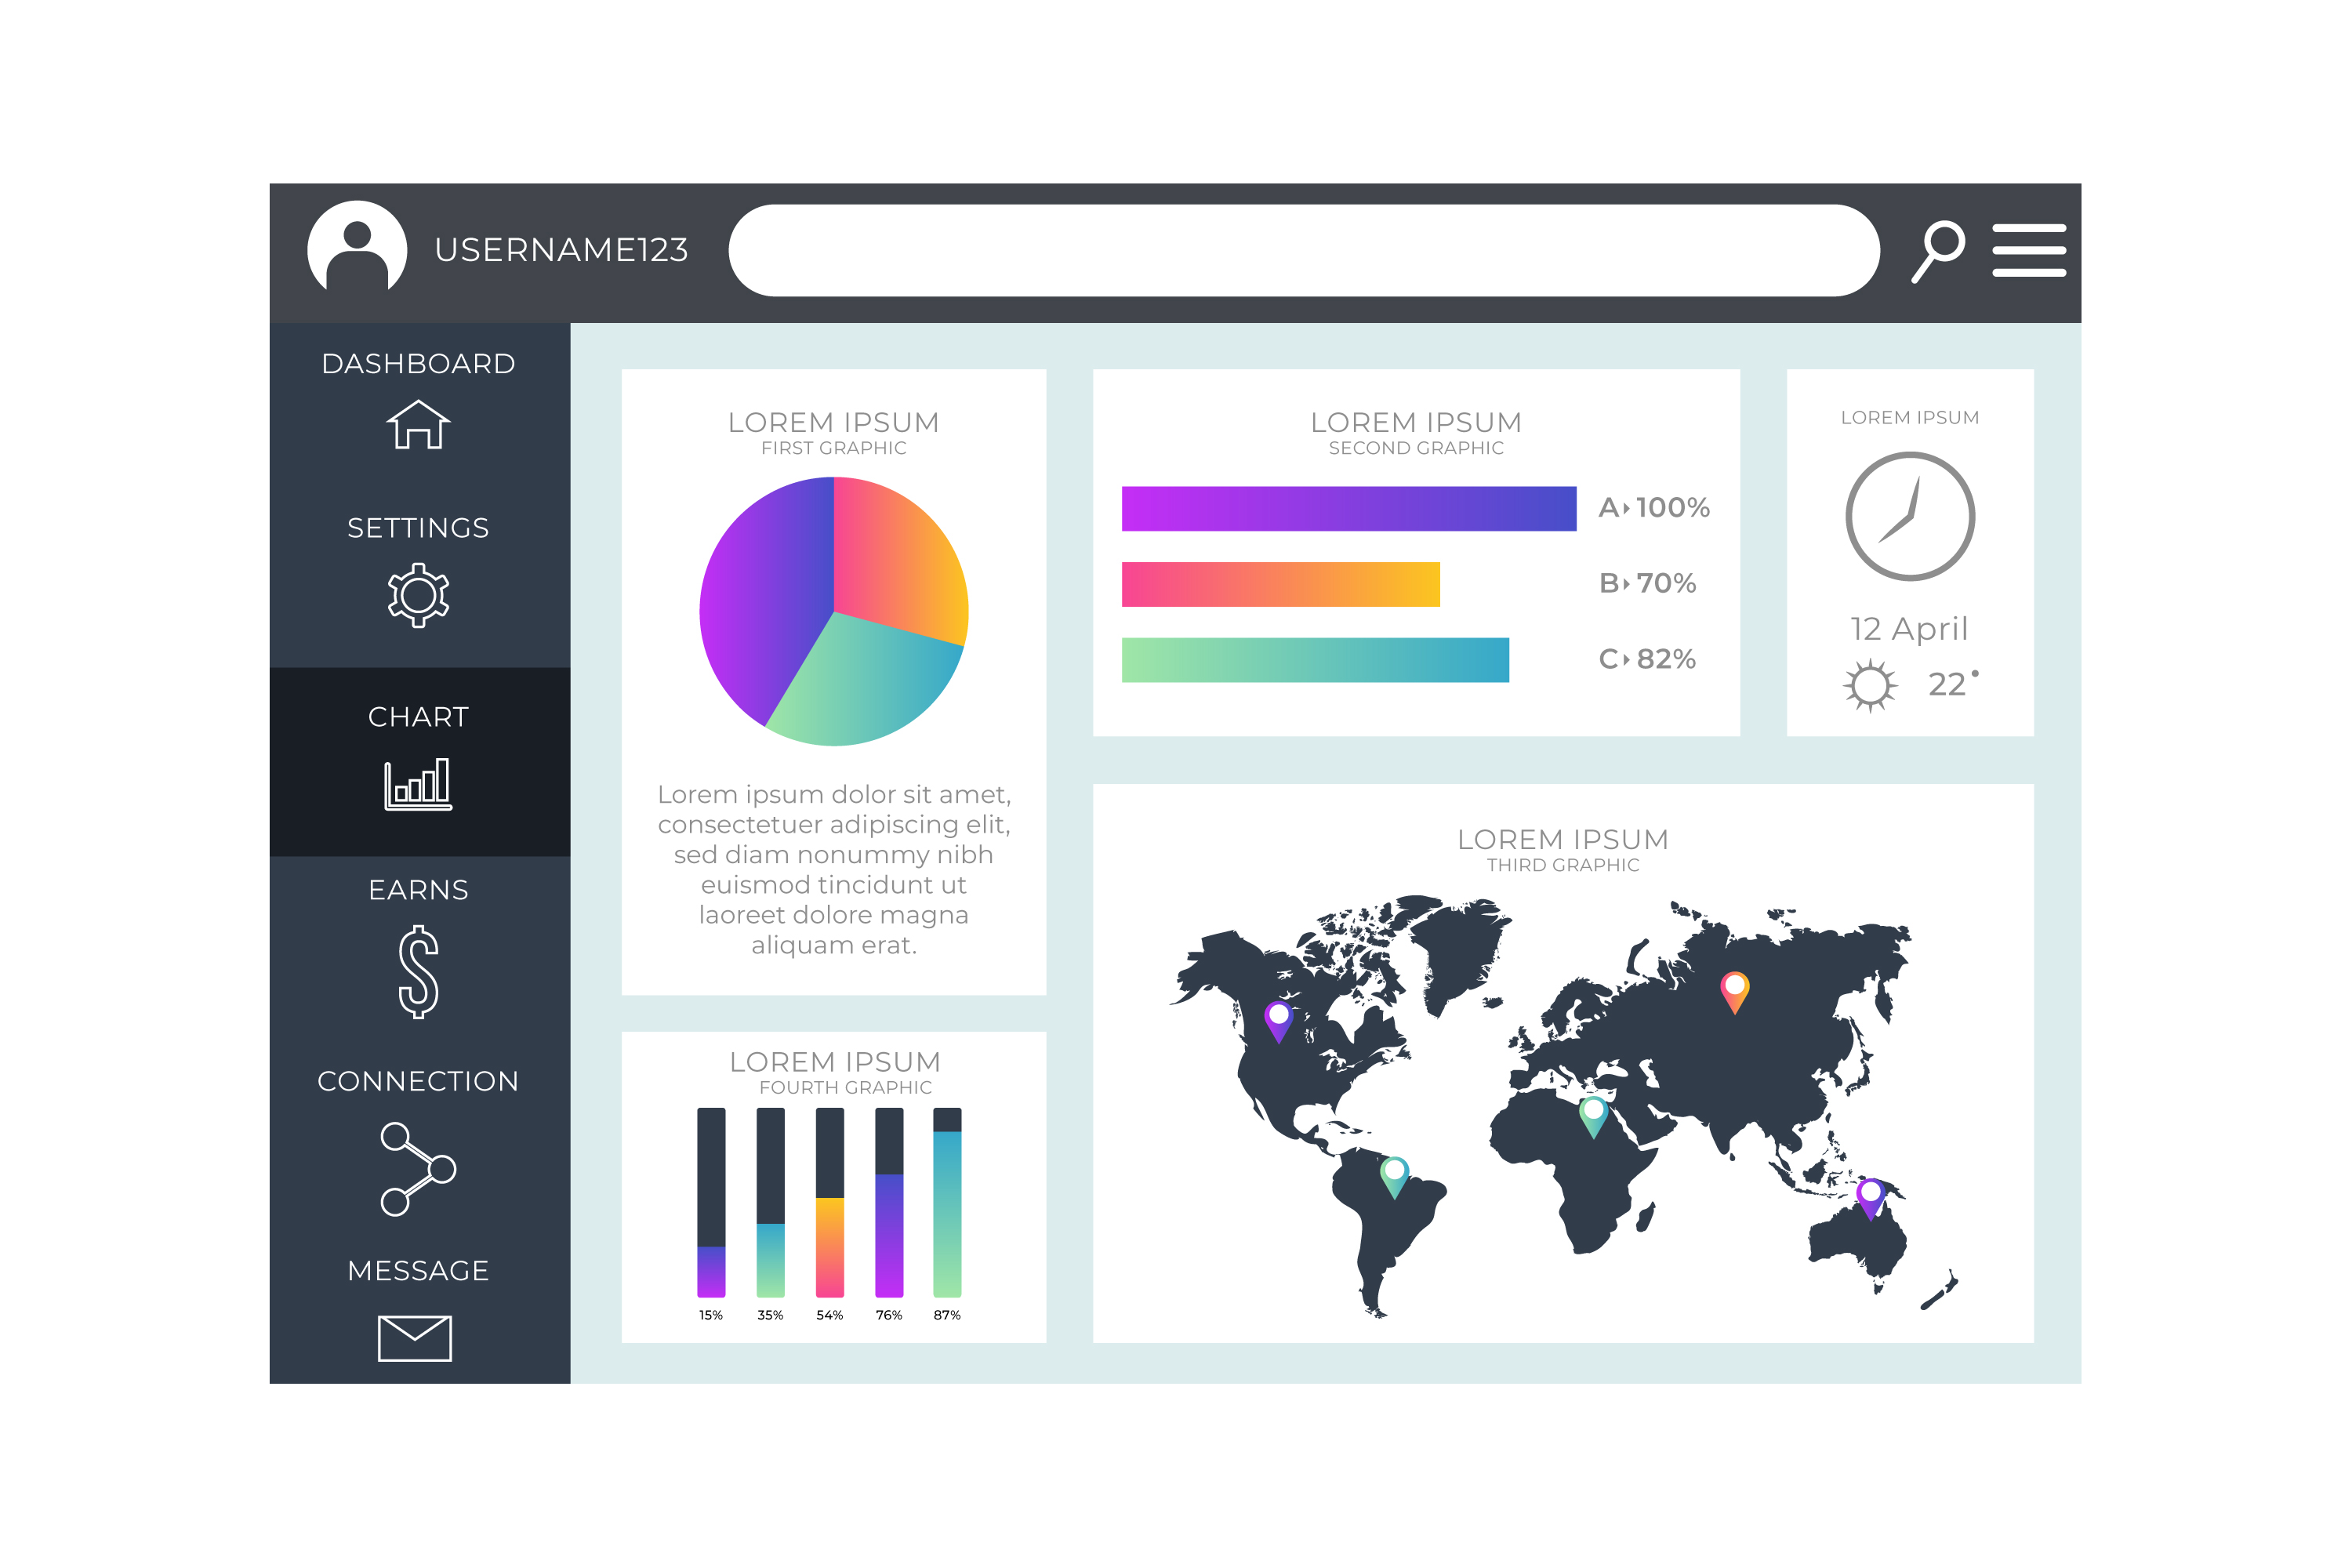 USERNAME123
DASHBOARD
SETTINGS
CHART
EARNS
CONNECTION
MESSAGE
LOREM IPSUM
FIRST GRAPHIC
Lorem ipsum dolor sit amet,
consectetuer adipiscing elit,
sed diam nonummy nibh
euismod tincidunt ut
laoreet dolore magna
aliquam erat.
LOREM IPSUM
SECOND GRAPHIC
A 100%
B 70%
C 82%
LOREM IPSUM
12 April
22°
LOREM IPSUM
FOURTH GRAPHIC
15% 35% 54% 76% 87%
LOREM IPSUM
THIRD GRAPHIC